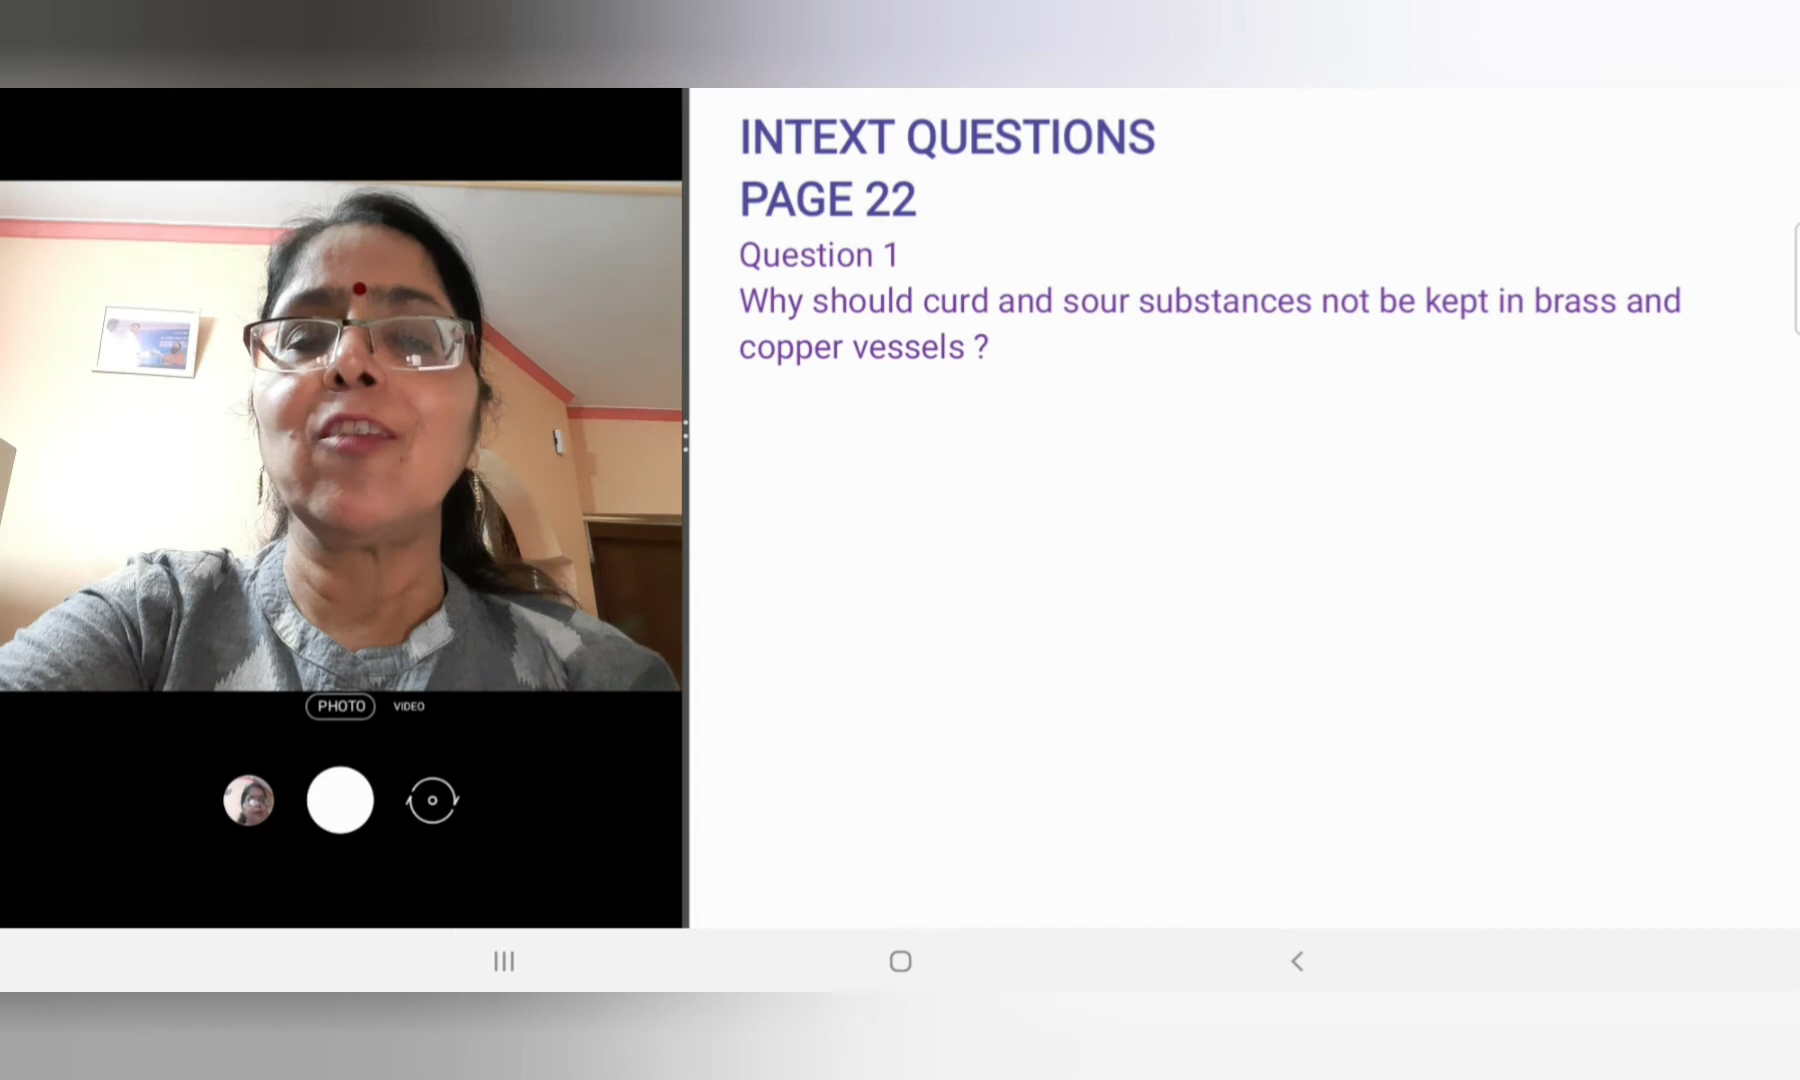 INTEXT QUESTIONS
PAGE 22
Question 1
Why should curd and sour substances not be kept in brass and
copper vessels ?
PHOTO VIDEO